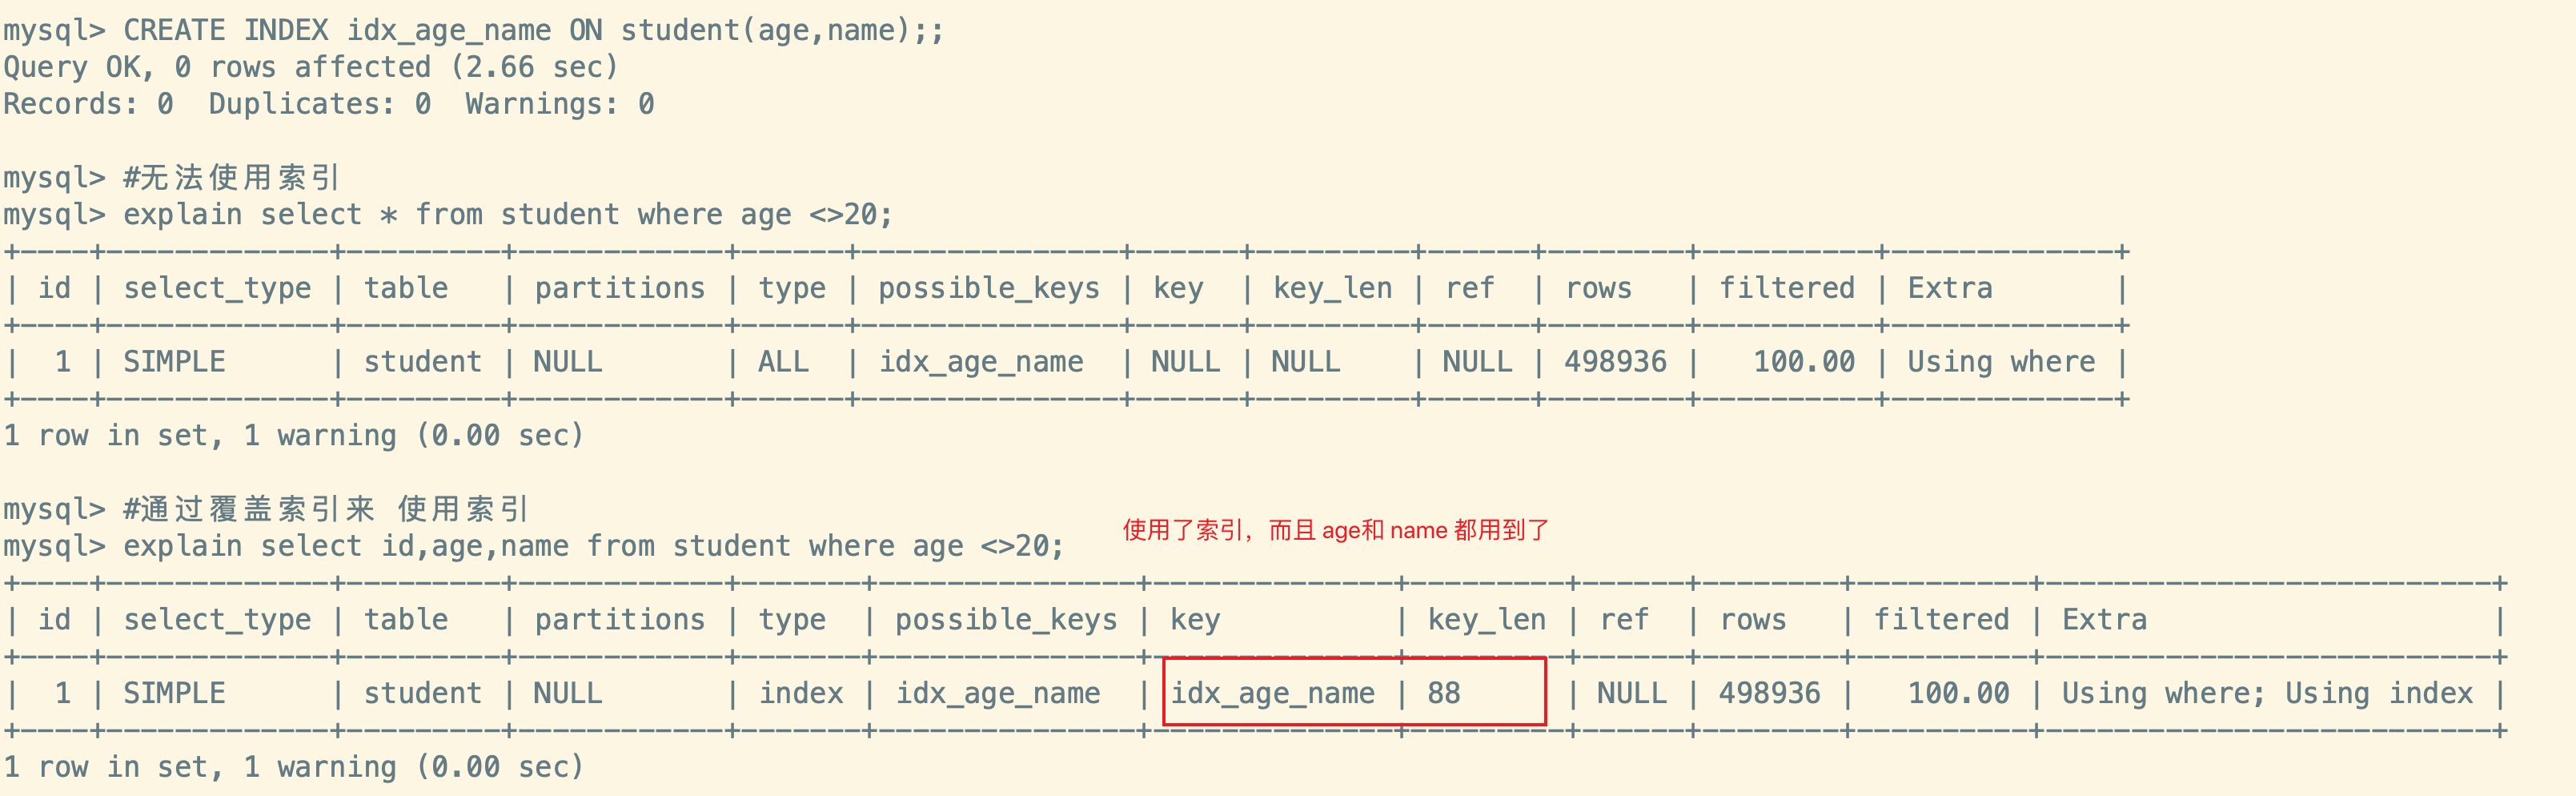 mysql> CREATE INDEX idx_age_name ON student(age,name);;
Query OK, 0 rows affected (2.66 sec)
Records: 0  Duplicates: 0  Warnings: 0
mysql> #无法使用索引
mysql> explain select * from student where age <>20;
+----+-------------+---------+------------+------+---------------+------+---------+------+--------+----------+-------------+
| id | select_type | table   | partitions | type | possible_keys | key  | key_len | ref  | rows   | filtered | Extra       |
+----+-------------+---------+------------+------+---------------+------+---------+------+--------+----------+-------------+
|  1 | SIMPLE      | student | NULL       | ALL  | idx_age_name  | NULL | NULL    | NULL | 498936 |   100.00 | Using where |
+----+-------------+---------+------------+------+---------------+------+---------+------+--------+----------+-------------+
1 row in set, 1 warning (0.00 sec)
mysql> #通过覆盖索引来 使用索引
使用了索引，而且 age和 name 都用到了
mysql> explain select id,age,name from student where age <>20;
+----+-------------+---------+------------+-------+---------------+--------------+---------+------+--------+----------+--------------------------+
| id | select_type | table   | partitions | type  | possible_keys | key          | key_len | ref  | rows   | filtered | Extra                    |
+----+-------------+---------+------------+-------+---------------+--------------+---------+------+--------+----------+--------------------------+
|  1 | SIMPLE      | student | NULL       | index | idx_age_name  | idx_age_name | 88      | NULL | 498936 |   100.00 | Using where; Using index |
+----+-------------+---------+------------+-------+---------------+--------------+---------+------+--------+----------+--------------------------+
1 row in set, 1 warning (0.00 sec)